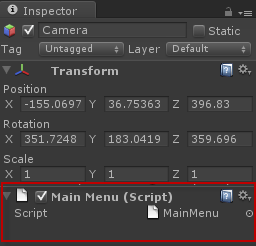 Inspector
Camera Static
Tag Untagged Layer Default
Transform
Position
X -155.0697 Y 36.75363 Z 396.83
Rotation
X 351.7248 Y 183.0419 Z 359.696
Scale
X 1 Y 1 Z 1
Main Menu (Script)
Script MainMenu